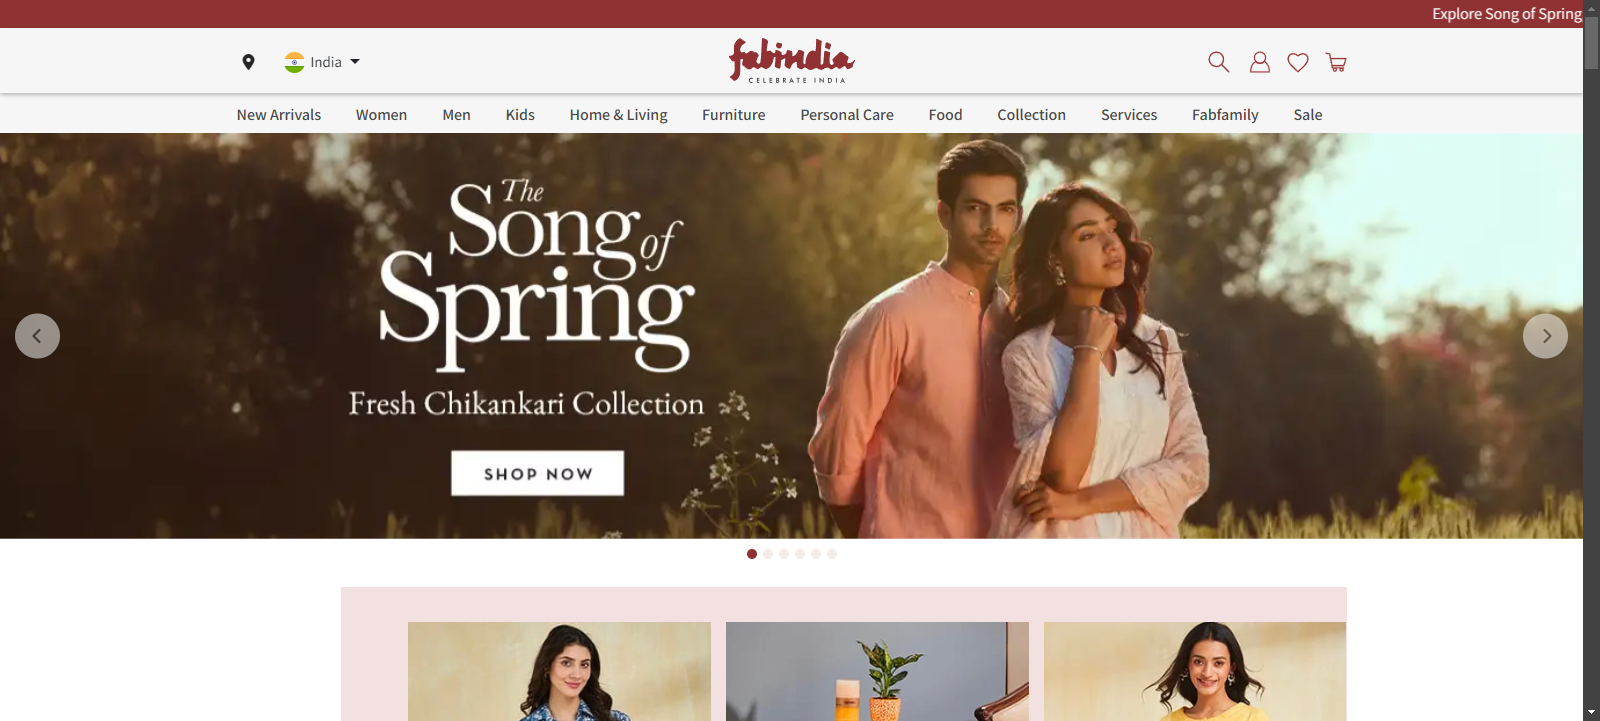 Explore Song of Spring
India
fabindia
CELEBRATE INDIA
New Arrivals Women Men Kids Home & Living Furniture Personal Care Food Collection Services Fabfamily Sale
The
Song of
Spring
Fresh Chikankari Collection
SHOP NOW